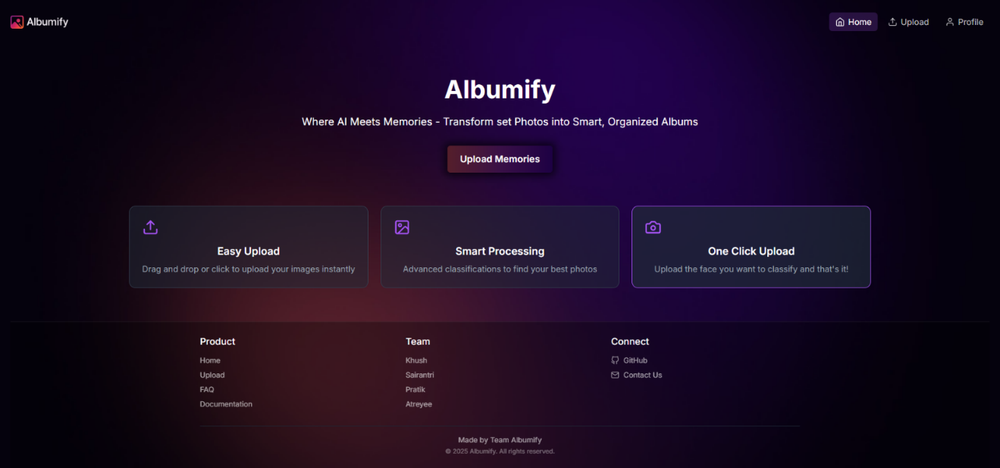 Albumify
Home
Upload
Profile
Albumify
Where AI Meets Memories - Transform set Photos into Smart, Organized Albums
Upload Memories
Easy Upload
Drag and drop or click to upload your images instantly
Smart Processing
Advanced classifications to find your best photos
One Click Upload
Upload the face you want to classify and that's it!
Product
Home
Upload
FAQ
Documentation
Team
Khush
Sairantri
Pratik
Atreyee
Connect
GitHub
Contact Us
Made by Team Albumify
© 2025 Albumify. All rights reserved.